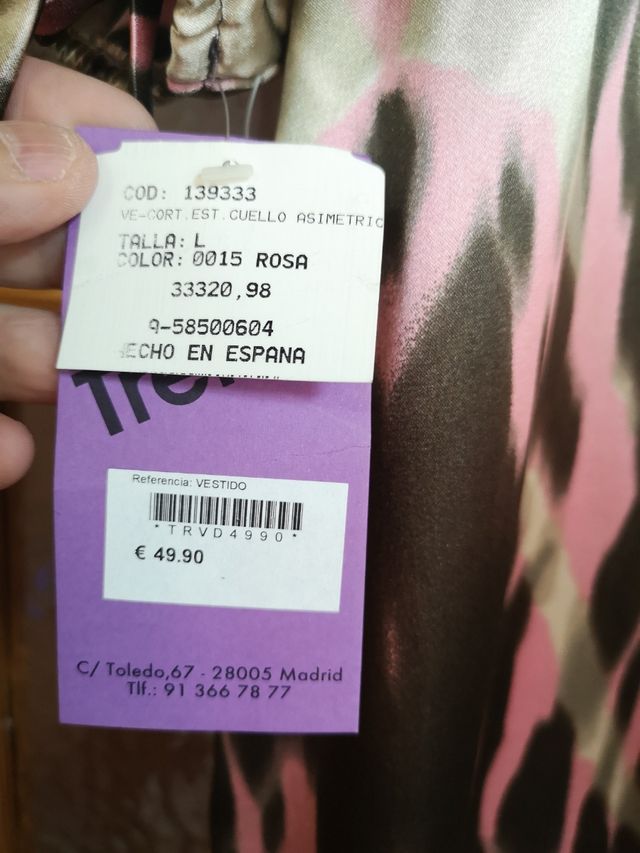 COD: 139333
VE-CORT.EST.CUELLO ASIMETRIC
TALLA: L
COLOR: 0015 ROSA
33320,98
9-58500604
HECHO EN ESPANA
Referencia: VESTIDO
*TRVD4990*
€ 49.90
C/ Toledo,67 - 28005 Madrid
Tlf.: 91 366 78 77